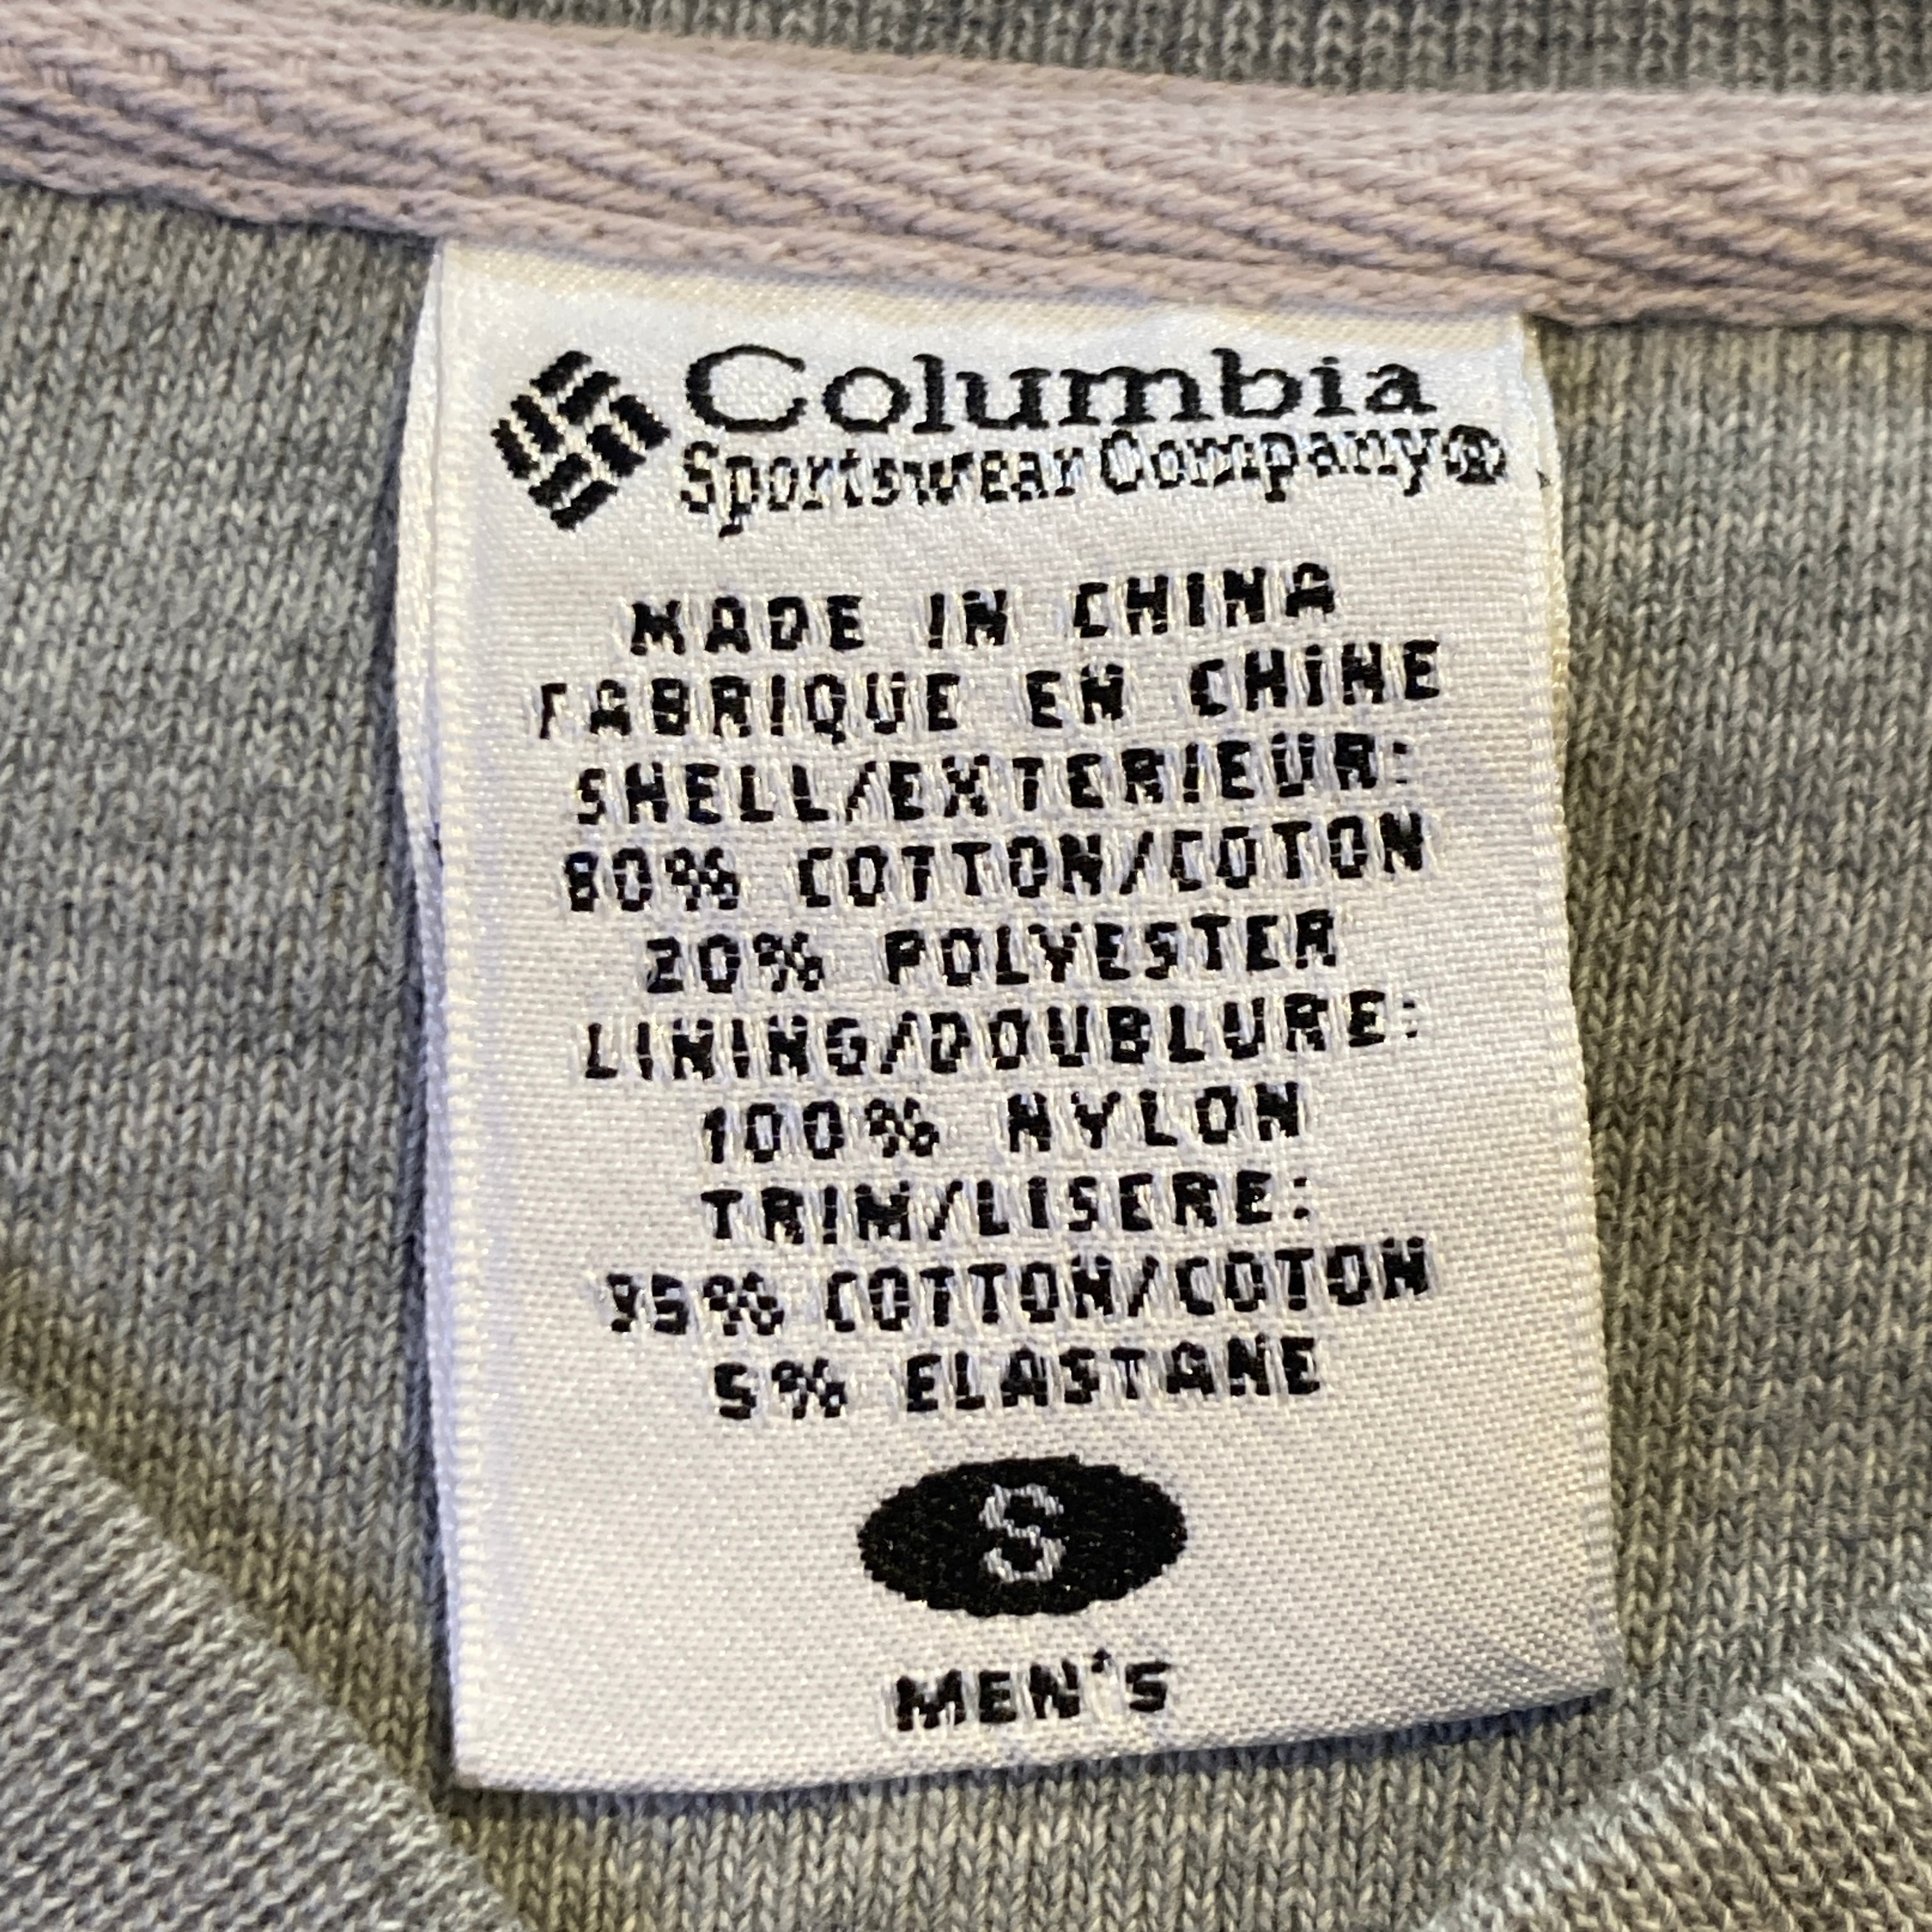 Columbia
Sportswear Company®
MADE IN CHINA
FABRIQUE EN CHINE
SHELL/EXTERIEUR:
80% COTTON/COTON
20% POLYESTER
LINING/DOUBLURE:
100% NYLON
TRIM/LISERE:
95% COTTON/COTON
5% ELASTANE
S
MEN'S